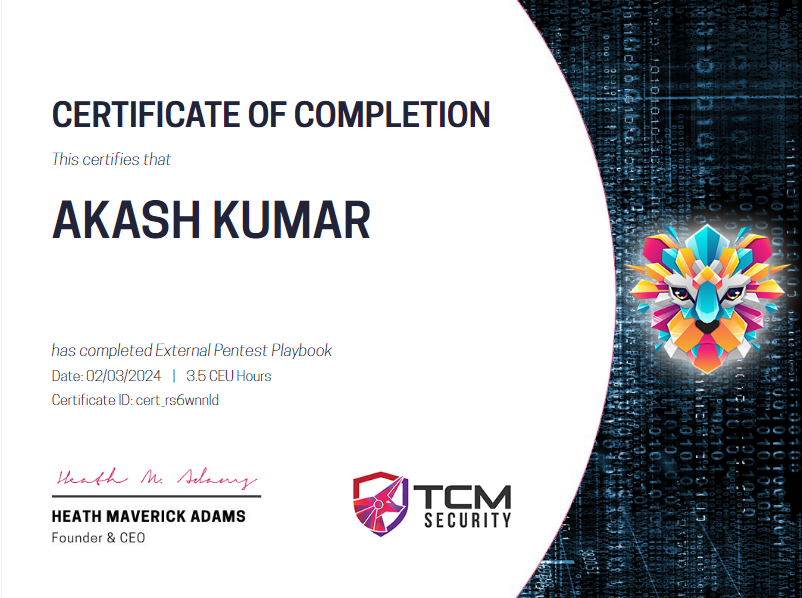 CERTIFICATE OF COMPLETION
This certifies that
AKASH KUMAR
has completed External Pentest Playbook
Date: 02/03/2024 | 3.5 CEU Hours
Certificate ID: cert_rs6wnnld
Heath M. Adams
HEATH MAVERICK ADAMS
Founder & CEO
TCM
SECURITY